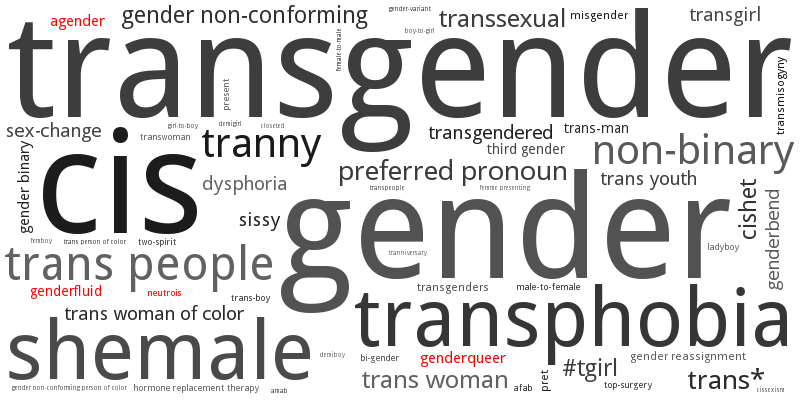 gender-variant
agender
gender non-conforming
transsexual
misgender
transgirl
transgender
female-to-male
boy-to-girl
present
transmisogyny
girl-to-boy
demigirl
closeted
sex-change
transwoman
tranny
transgendered
trans-man
third gender
non-binary
gender binary
cis
preferred pronoun
dysphoria
transpeople
femme presenting
trans youth
cishet
genderbend
sissy
gender
femboy
trans person of color
two-spirit
trans people
tranniversary
ladyboy
genderfluid
neutrois
trans-boy
transgenders
male-to-female
trans woman of color
transphobia
shemale
demiboy
bi-gender
genderqueer
#tgirl
gender reassignment
gender non-conforming person of color
hormone replacement therapy
amab
trans woman
afab
pret
top-surgery
trans*
cissexism